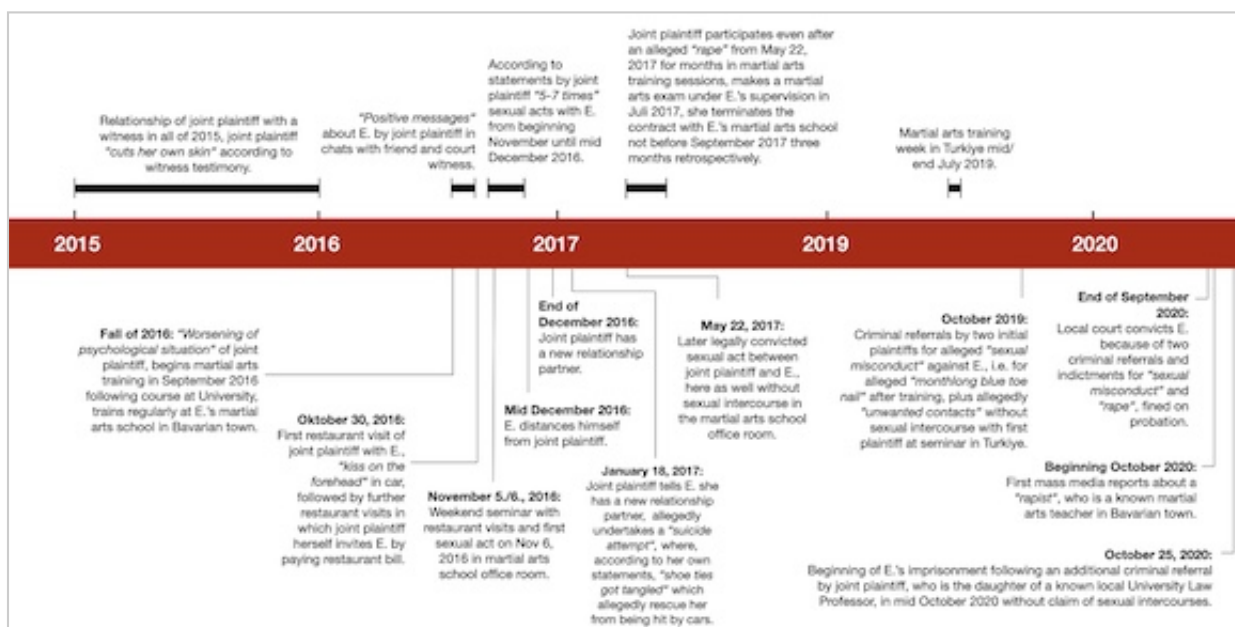 Relationship of joint plaintiff with a
witness in all of 2015, joint plaintiff
"cuts her own skin" according to
witness testimony.
"Positive messages"
about E. by joint plaintiff in
chats with friend and court
witness.
According to
statements by joint
plaintiff "5-7 times"
sexual acts with E.
from beginning
November until mid
December 2016.
Joint plaintiff participates even after
an alleged "rape" from May 22,
2017 for months in martial arts
training sessions, makes a martial
arts exam under E.'s supervision in
Juli 2017, she terminates the
contract with E.'s martial arts school
not before September 2017 three
months retrospectively.
Martial arts training
week in Turkiye mid/
end July 2019.
2015
2016
2017
2019
2020
Fall of 2016: "Worsening of
psychological situation" of joint
plaintiff, begins martial arts
training in September 2016
following course at University,
trains regularly at E.'s martial
arts school in Bavarian town.
Oktober 30, 2016:
First restaurant visit of
joint plaintiff with E.,
"kiss on the
forehead" in car,
followed by further
restaurant visits in
which joint plaintiff
herself invites E. by
paying restaurant bill.
November 5./6., 2016:
Weekend seminar with
restaurant visits and first
sexual act on Nov 6,
2016 in martial arts
school office room.
Mid December 2016:
E. distances himself
from joint plaintiff.
End of
December 2016:
Joint plaintiff has
a new relationship
partner.
January 18, 2017:
Joint plaintiff tells E. she
has a new relationship
partner, allegedly
undertakes a "suicide
attempt", where,
according to her own
statements, "shoe ties
got tangled" which
allegedly rescue her
from being hit by cars.
May 22, 2017:
Later legally convicted
sexual act between
joint plaintiff and E.,
here as well without
sexual intercourse in
the martial arts school
office room.
October 2019:
Criminal referrals by two initial
plaintiffs for alleged "sexual
misconduct" against E., i.e. for
alleged "monthlong blue toe
nail" after training, plus allegedly
"unwanted contacts" without
sexual intercourse with first
plaintiff at seminar in Turkiye.
End of September
2020:
Local court convicts E.
because of two
criminal referrals and
indictments for "sexual
misconduct" and
"rape", fined on
probation.
Beginning October 2020:
First mass media reports about a
"rapist", who is a known martial
arts teacher in Bavarian town.
October 25, 2020:
Beginning of E.'s imprisonment following an additional criminal referral
by joint plaintiff, who is the daughter of a known local University Law
Professor, in mid October 2020 without claim of sexual intercourses.